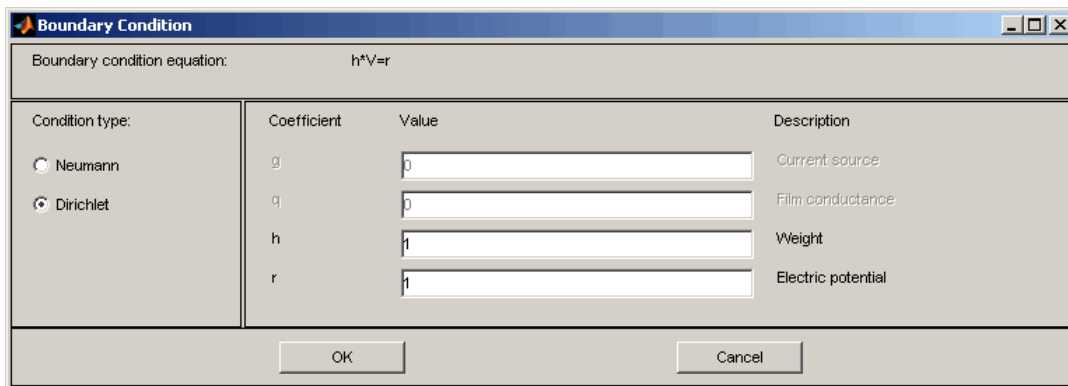 Boundary Condition
Boundary condition equation: h*V=r
Condition type:
Neumann
Dirichlet
Coefficient Value Description
g 0 Current source
q 0 Film conductance
h 1 Weight
r 1 Electric potential
OK Cancel